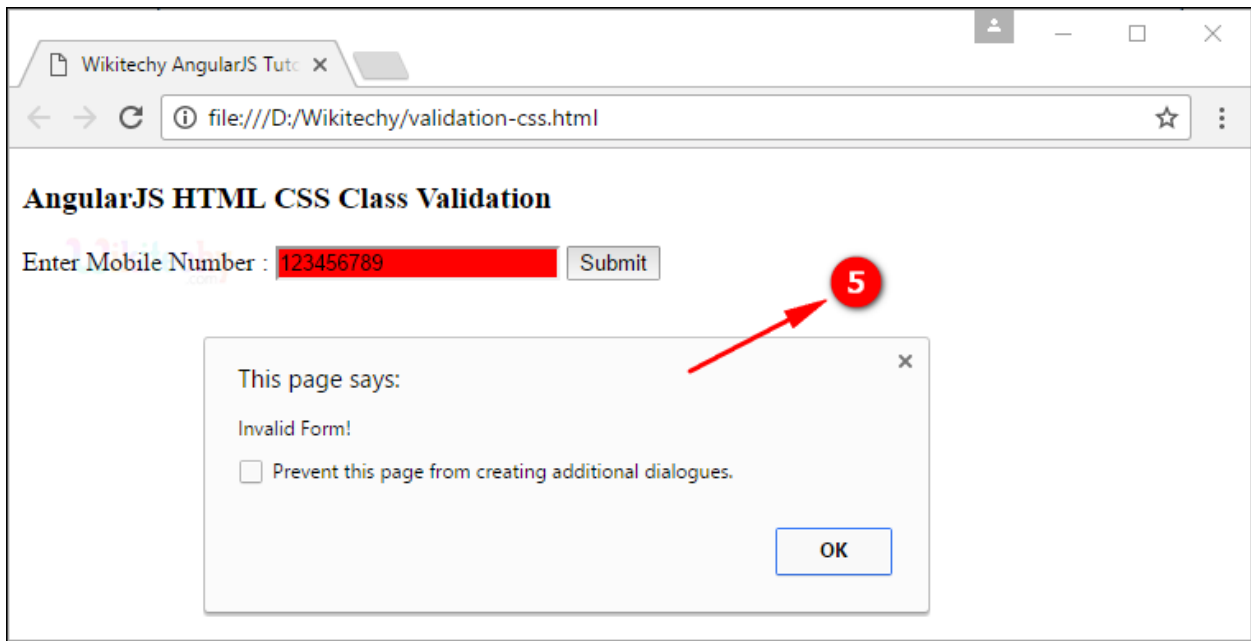 Wikitechy AngularJS Tuto
file:///D:/Wikitechy/validation-css.html
AngularJS HTML CSS Class Validation
Enter Mobile Number : 123456789 Submit
5
This page says:
Invalid Form!
Prevent this page from creating additional dialogues.
OK